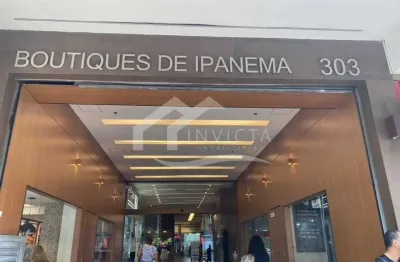 BOUTIQUES DE IPANEMA 303
INVICTA